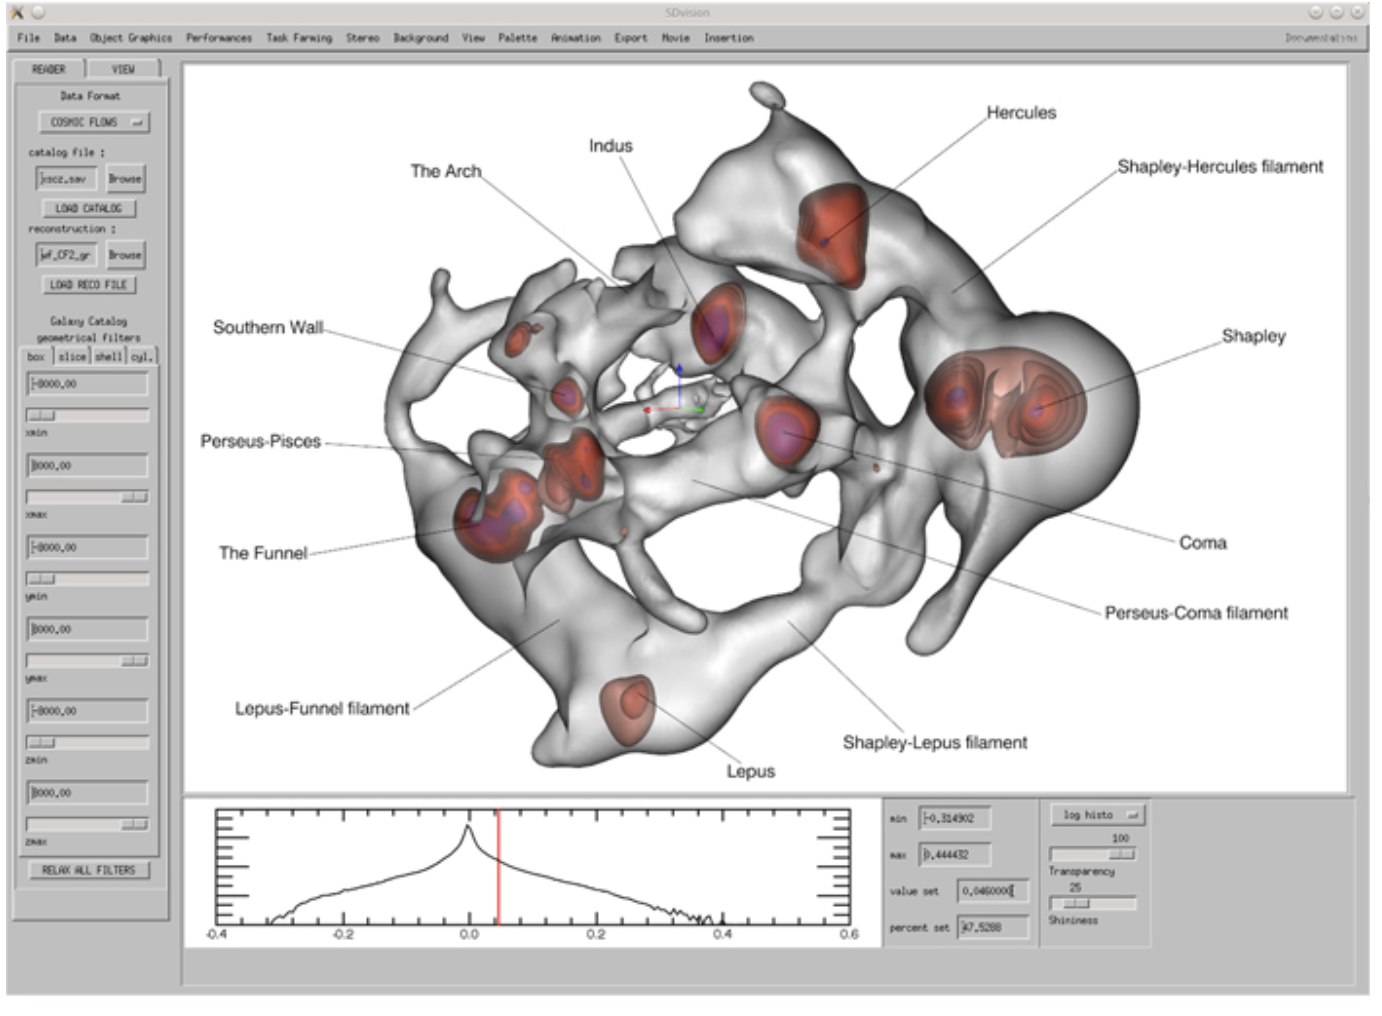 SDvision
File Data Object Graphics Performances Task Farming Stereo Background View Palette Animation Export Movie Insertion
READER VIEW
Data Format
COSMIC FLOWS
catalog file :
xscz.sav Browse
LOAD CATALOG
reconstruction :
wf_CF2_gr Browse
LOAD RECO FILE
Galaxy Catalog
geometrical filters
box slice shell cyl.
-8000.00
xmin
8000.00
xmax
-8000.00
ymin
8000.00
ymax
-8000.00
zmin
8000.00
zmax
RELAX ALL FILTERS
Hercules
Indus
Shapley-Hercules filament
The Arch
Southern Wall
Shapley
Perseus-Pisces
The Funnel
Coma
Perseus-Coma filament
Lepus-Funnel filament
Shapley-Lepus filament
Lepus
-0.4 -0.2 0.0 0.2 0.4 0.6
min -0.314902
max 0.444432
value set 0.0460000
percent set 47.5288
log histo
100
Transparency
25
Shininess